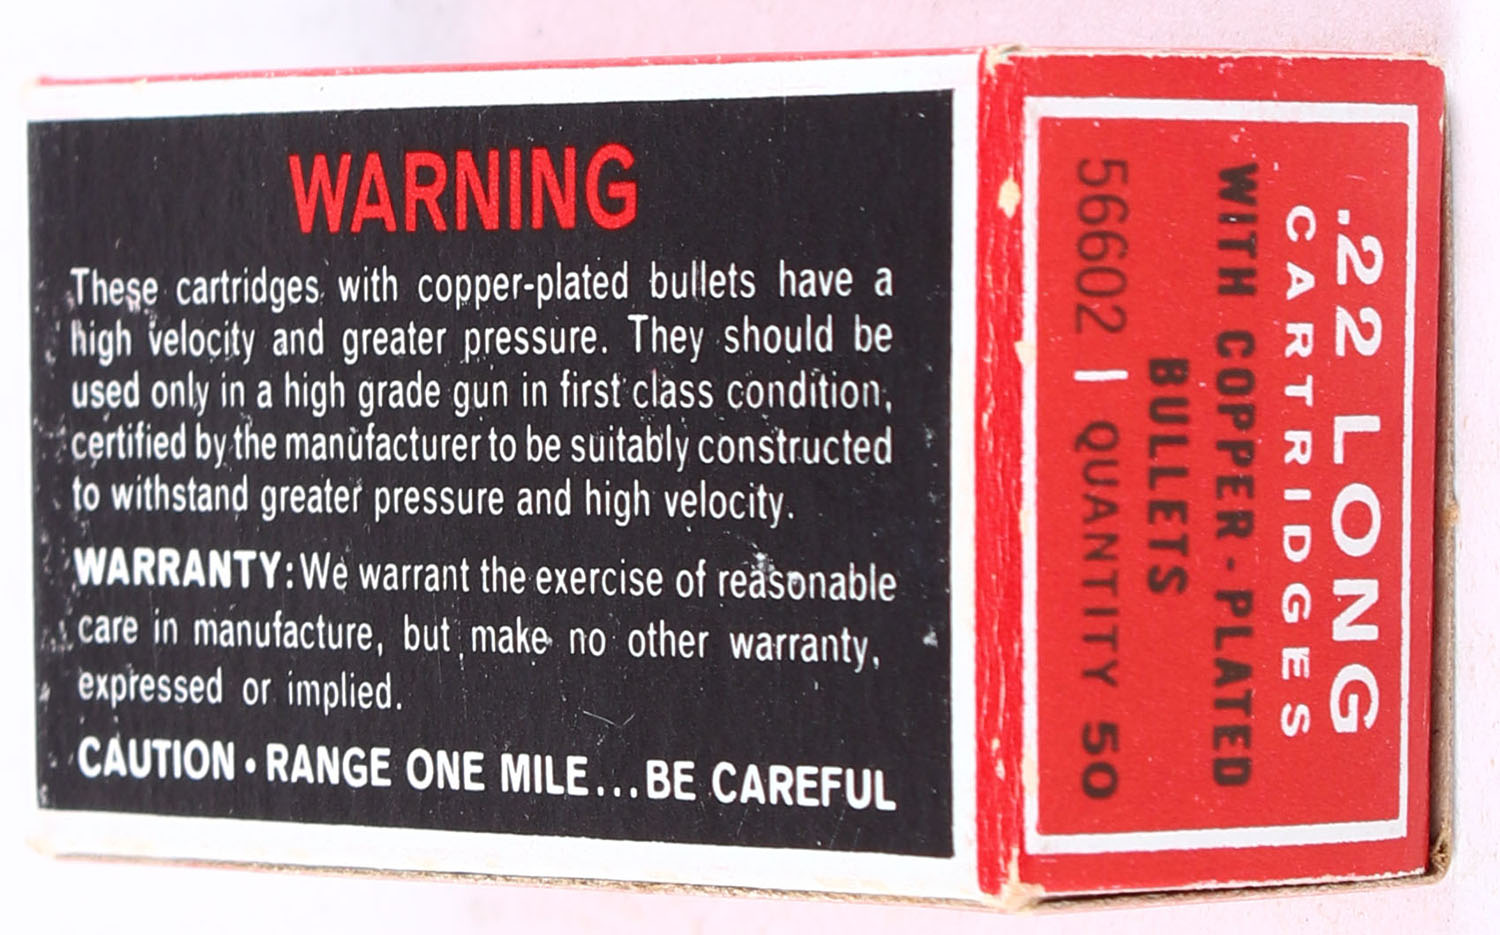 WARNING
These cartridges with copper-plated bullets have a
high velocity and greater pressure. They should be
used only in a high grade gun in first class condition,
certified by the manufacturer to be suitably constructed
to withstand greater pressure and high velocity.
WARRANTY: We warrant the exercise of reasonable
care in manufacture, but make no other warranty,
expressed or implied.
CAUTION • RANGE ONE MILE...BE CAREFUL
.22 LONG
CARTRIDGES
WITH COPPER-PLATED
BULLETS
56602 | QUANTITY 50